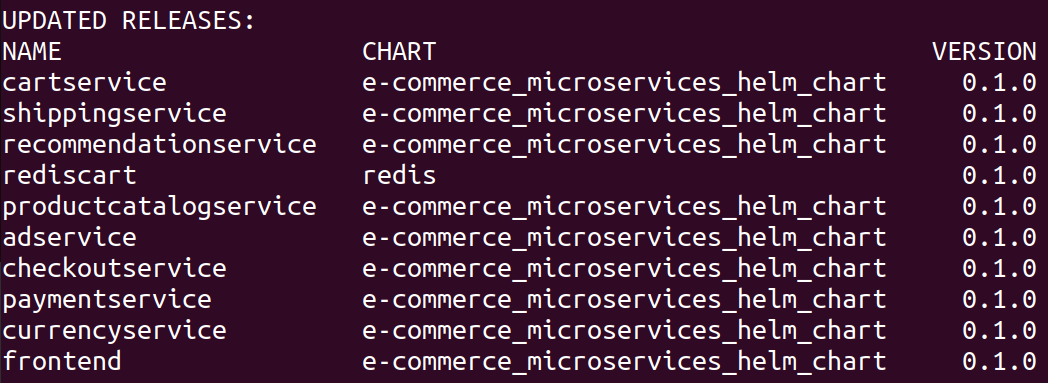 UPDATED RELEASES:
NAME CHART VERSION
cartservice e-commerce_microservices_helm_chart 0.1.0
shippingservice e-commerce_microservices_helm_chart 0.1.0
recommendationservice e-commerce_microservices_helm_chart 0.1.0
rediscart redis 0.1.0
productcatalogservice e-commerce_microservices_helm_chart 0.1.0
adservice e-commerce_microservices_helm_chart 0.1.0
checkoutservice e-commerce_microservices_helm_chart 0.1.0
paymentservice e-commerce_microservices_helm_chart 0.1.0
currencyservice e-commerce_microservices_helm_chart 0.1.0
frontend e-commerce_microservices_helm_chart 0.1.0